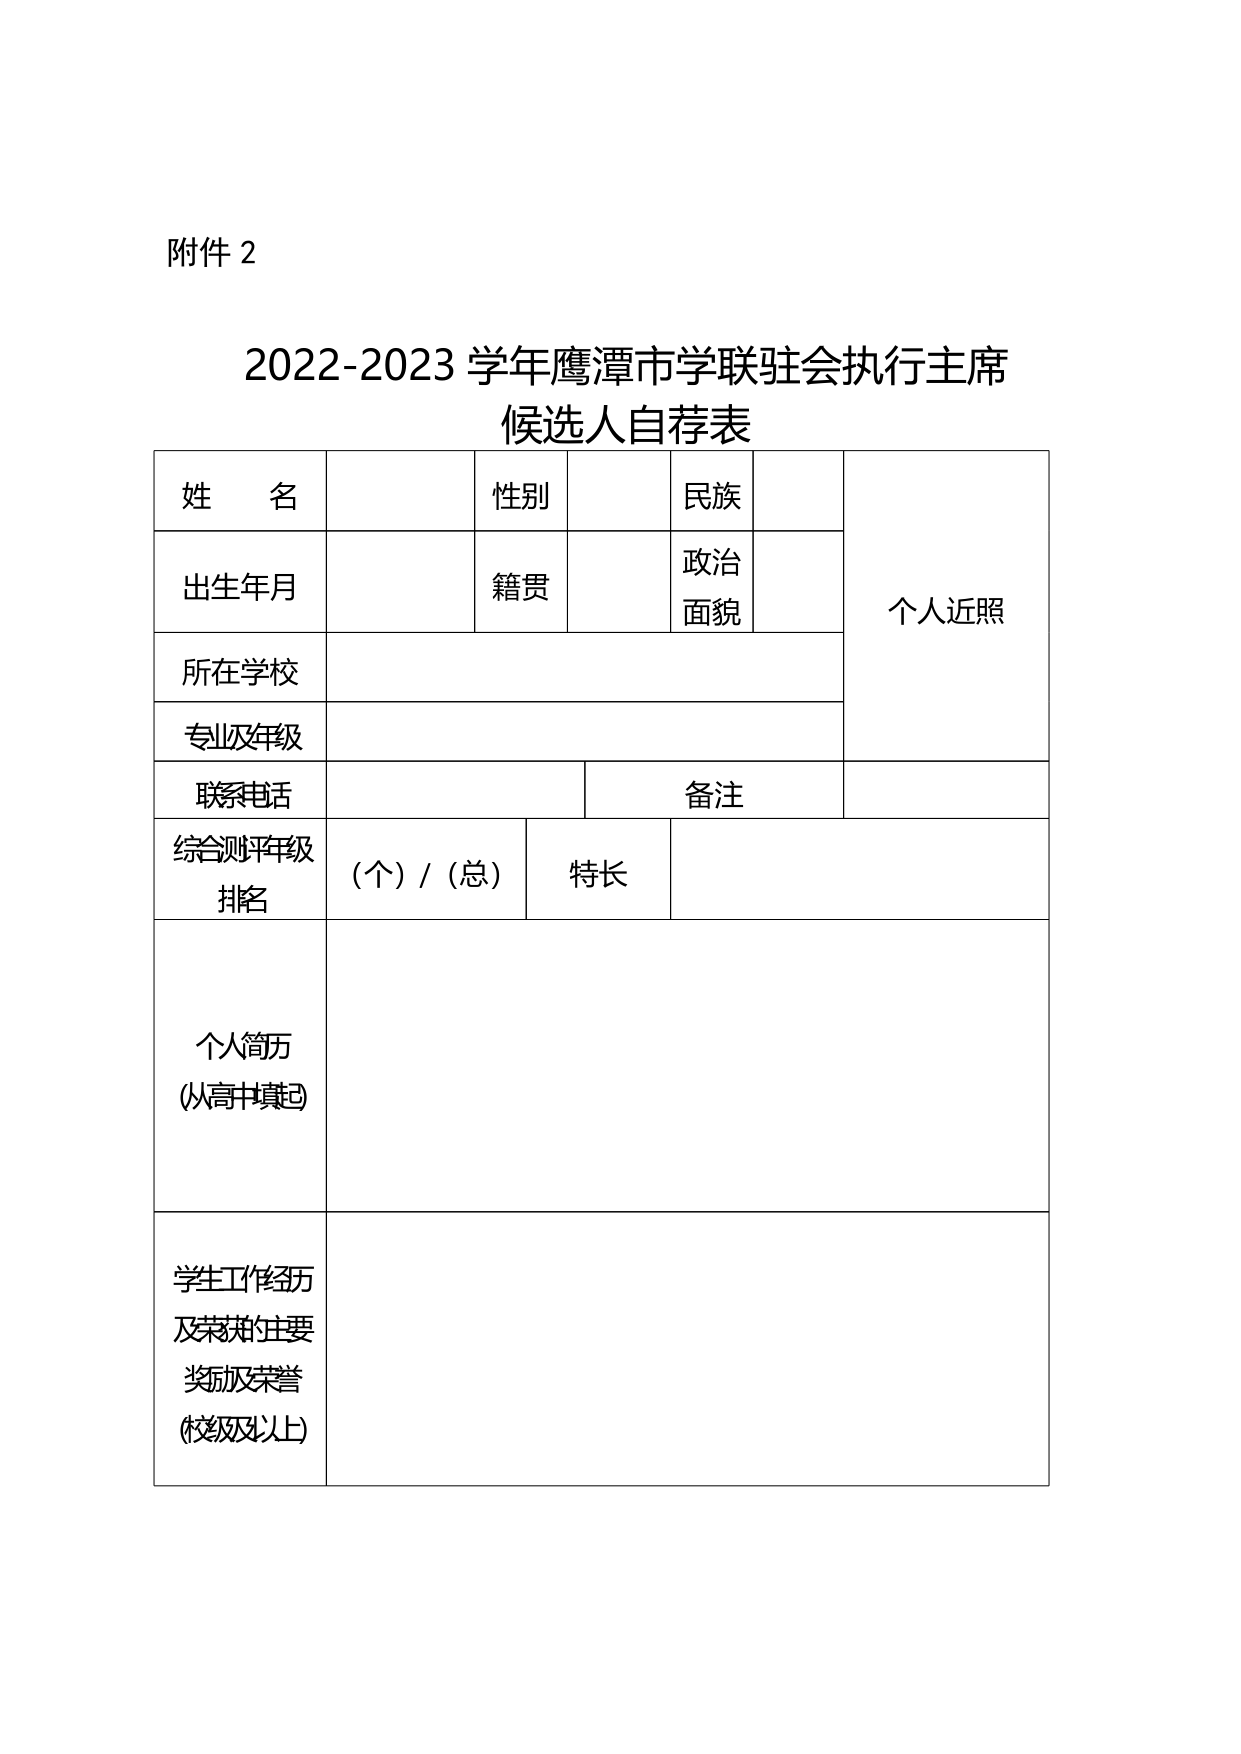 附件 2
2022-2023 学年鹰潭市学联驻会执行主席
候选人自荐表
姓　　名 性别 民族
出生年月 籍贯 政治
面貌
个人近照
所在学校
专业及年级
联系电话 备注
综合测评年级
排名
（个）/（总） 特长
个人简历
(从高中填起)
学生工作经历
及荣获的主要
奖励及荣誉
(校级及以上)